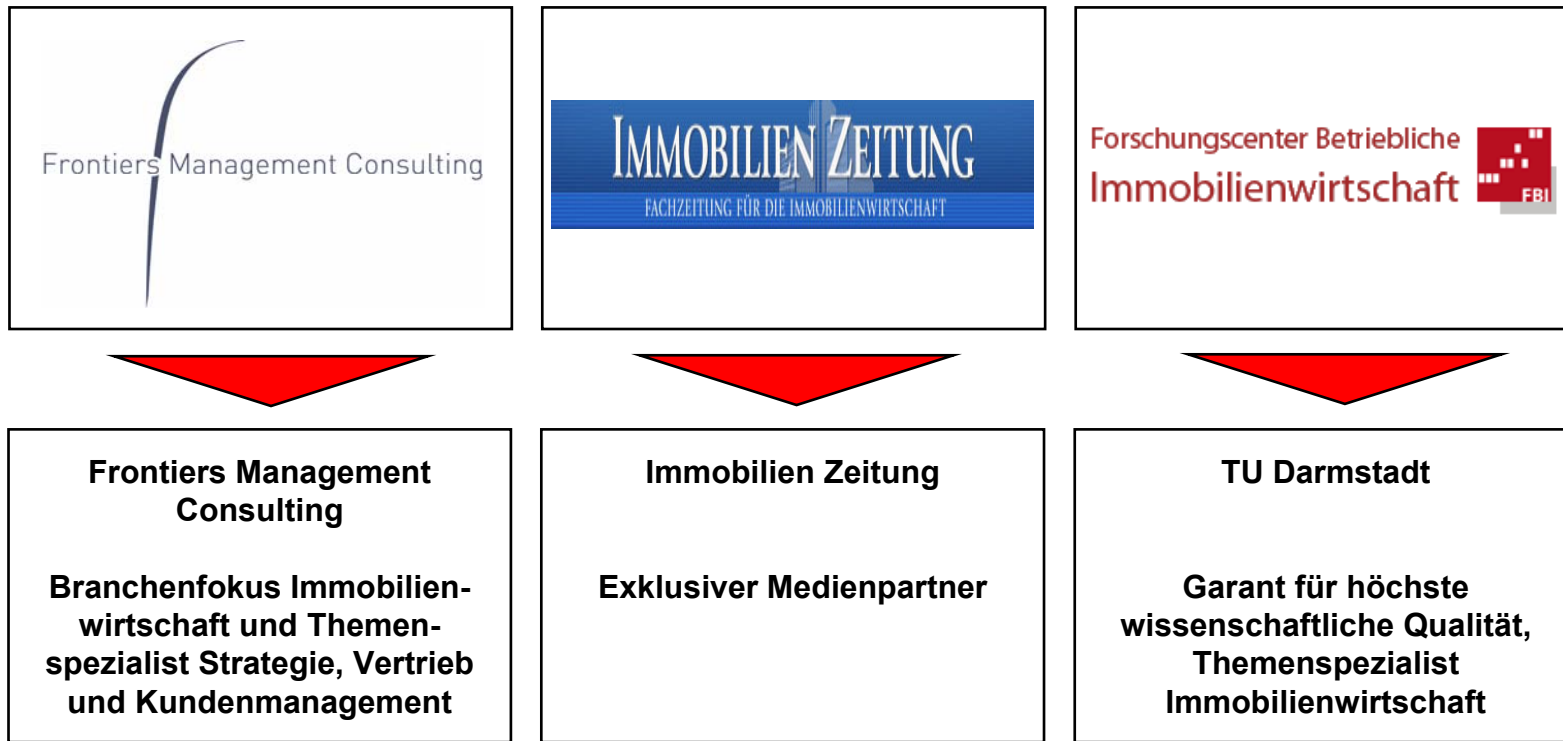 Frontiers Management Consulting
IMMOBILIEN ZEITUNG
FACHZEITUNG FÜR DIE IMMOBILIENWIRTSCHAFT
Forschungscenter Betriebliche
Immobilienwirtschaft
FBI
Frontiers Management
Consulting
Branchenfokus Immobilien-
wirtschaft und Themen-
spezialist Strategie, Vertrieb
und Kundenmanagement
Immobilien Zeitung
Exklusiver Medienpartner
TU Darmstadt
Garant für höchste
wissenschaftliche Qualität,
Themenspezialist
Immobilienwirtschaft